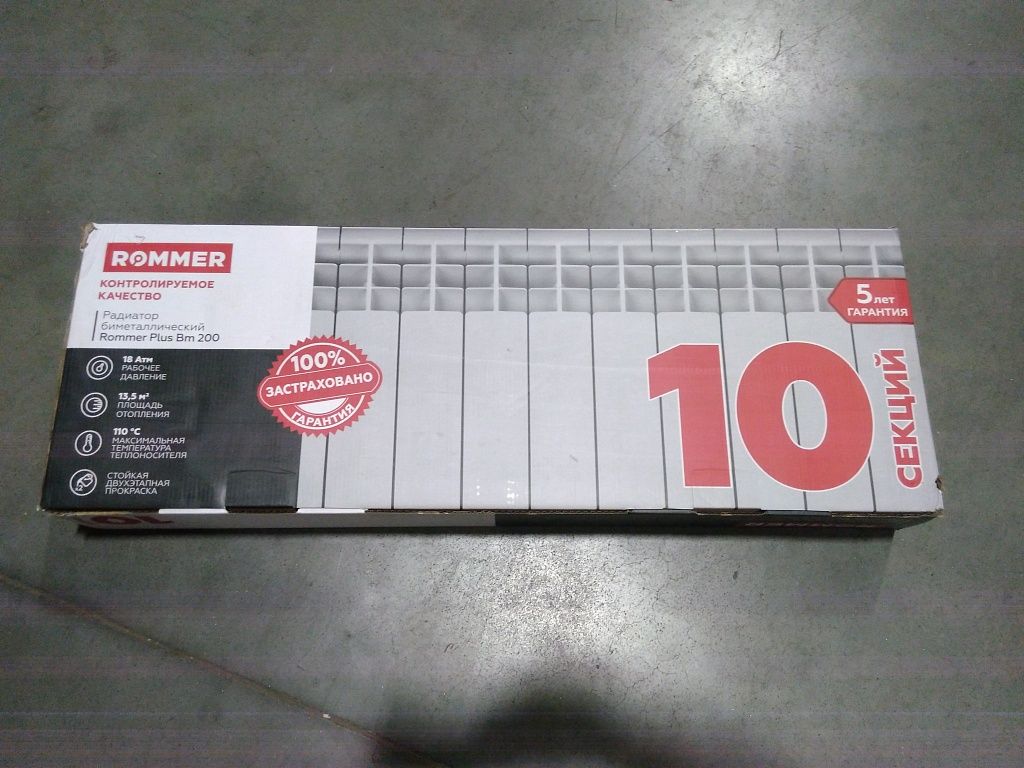 ROMMER
КОНТРОЛИРУЕМОЕ
КАЧЕСТВО
Радиатор
биметаллический
Rommer Plus Bm 200
18 Атм
РАБОЧЕЕ
ДАВЛЕНИЕ
13,5 м²
ПЛОЩАДЬ
ОТОПЛЕНИЯ
110 °C
МАКСИМАЛЬНАЯ
ТЕМПЕРАТУРА
ТЕПЛОНОСИТЕЛЯ
СТОЙКАЯ
ДВУХЭТАПНАЯ
ПРОКРАСКА
100%
ЗАСТРАХОВАНО
ГАРАНТИЯ
5 лет
ГАРАНТИЯ
10
СЕКЦИЙ